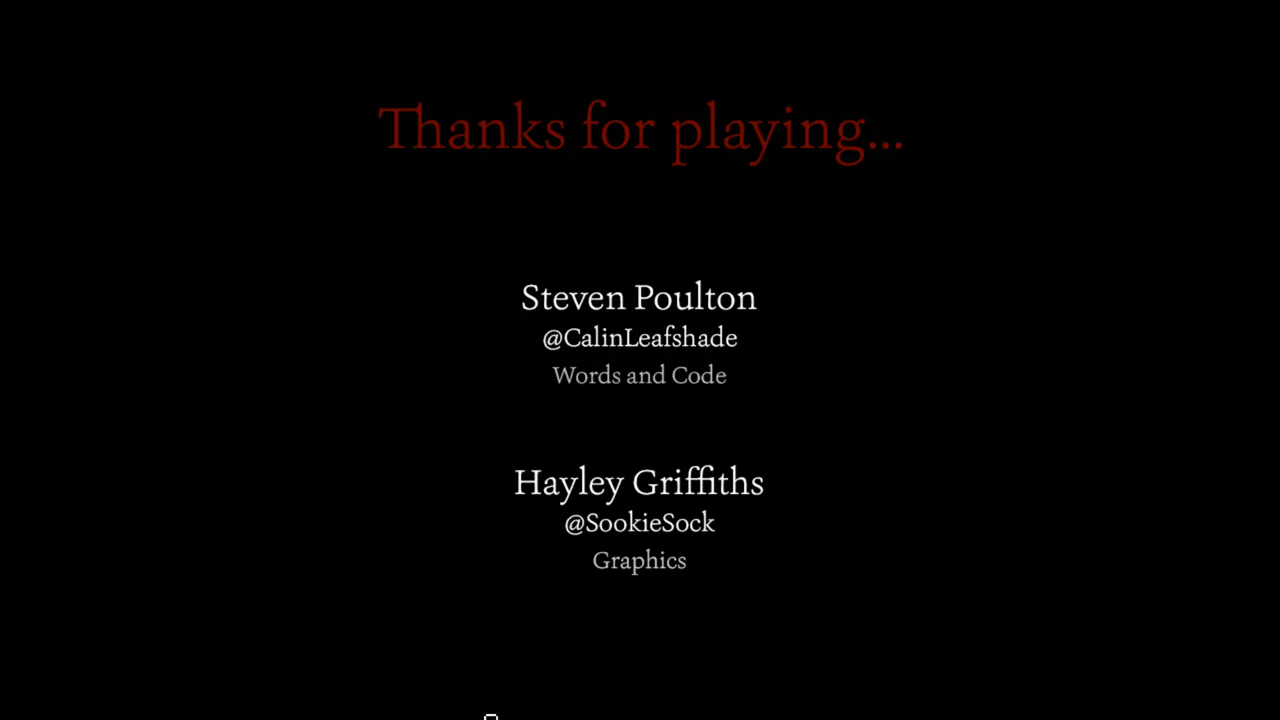 Thanks for playing...
Steven Poulton
@CalinLeafshade
Words and Code
Hayley Griffiths
@SookieSock
Graphics